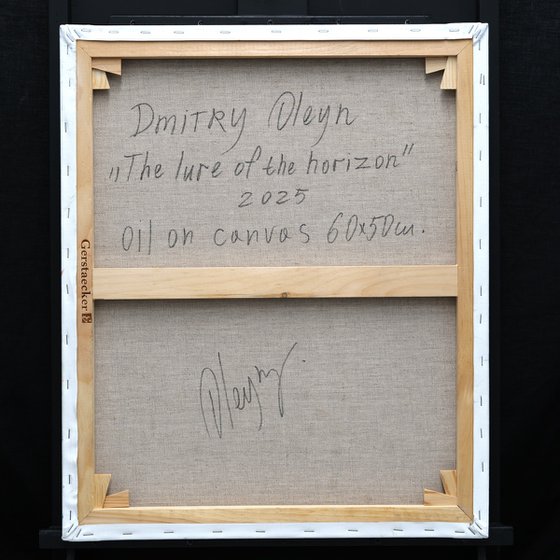 Dmitry Oleyn
„The lure of the horizon"
2025
Oil on canvas 60x50cm.
Gerstaecker
Oleyn